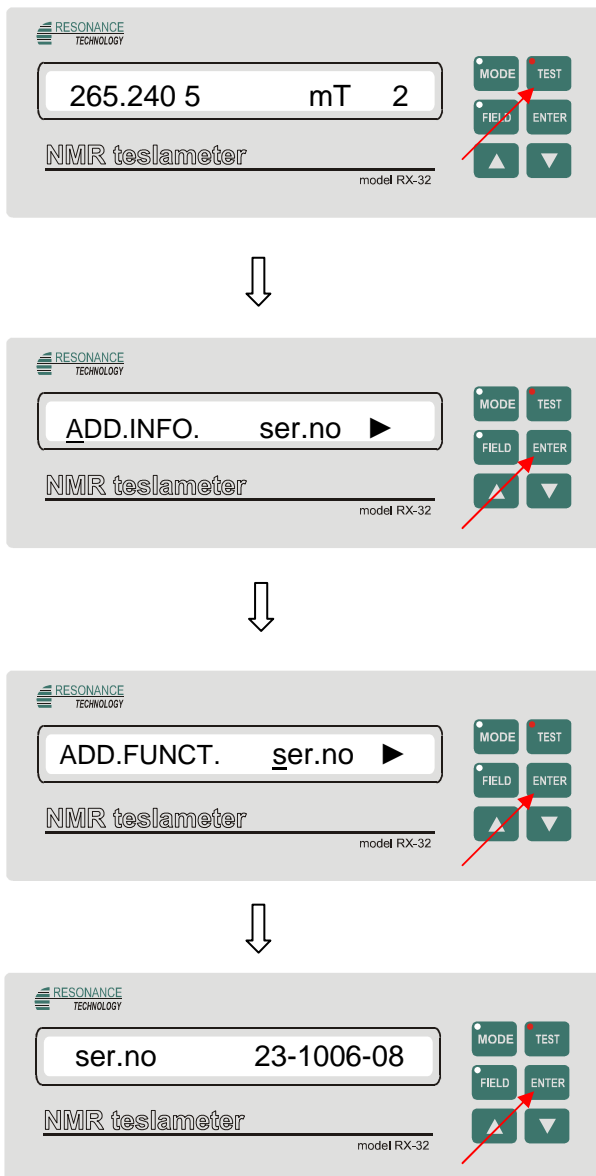 RESONANCE
TECHNOLOGY
MODE TEST
265.240 5 mT 2
FIELD ENTER
NMR teslameter
model RX-32
RESONANCE
TECHNOLOGY
MODE TEST
ADD.INFO. ser.no ►
FIELD ENTER
NMR teslameter
model RX-32
RESONANCE
TECHNOLOGY
MODE TEST
ADD.FUNCT. ser.no ►
FIELD ENTER
NMR teslameter
model RX-32
RESONANCE
TECHNOLOGY
MODE TEST
ser.no 23-1006-08
FIELD ENTER
NMR teslameter
model RX-32